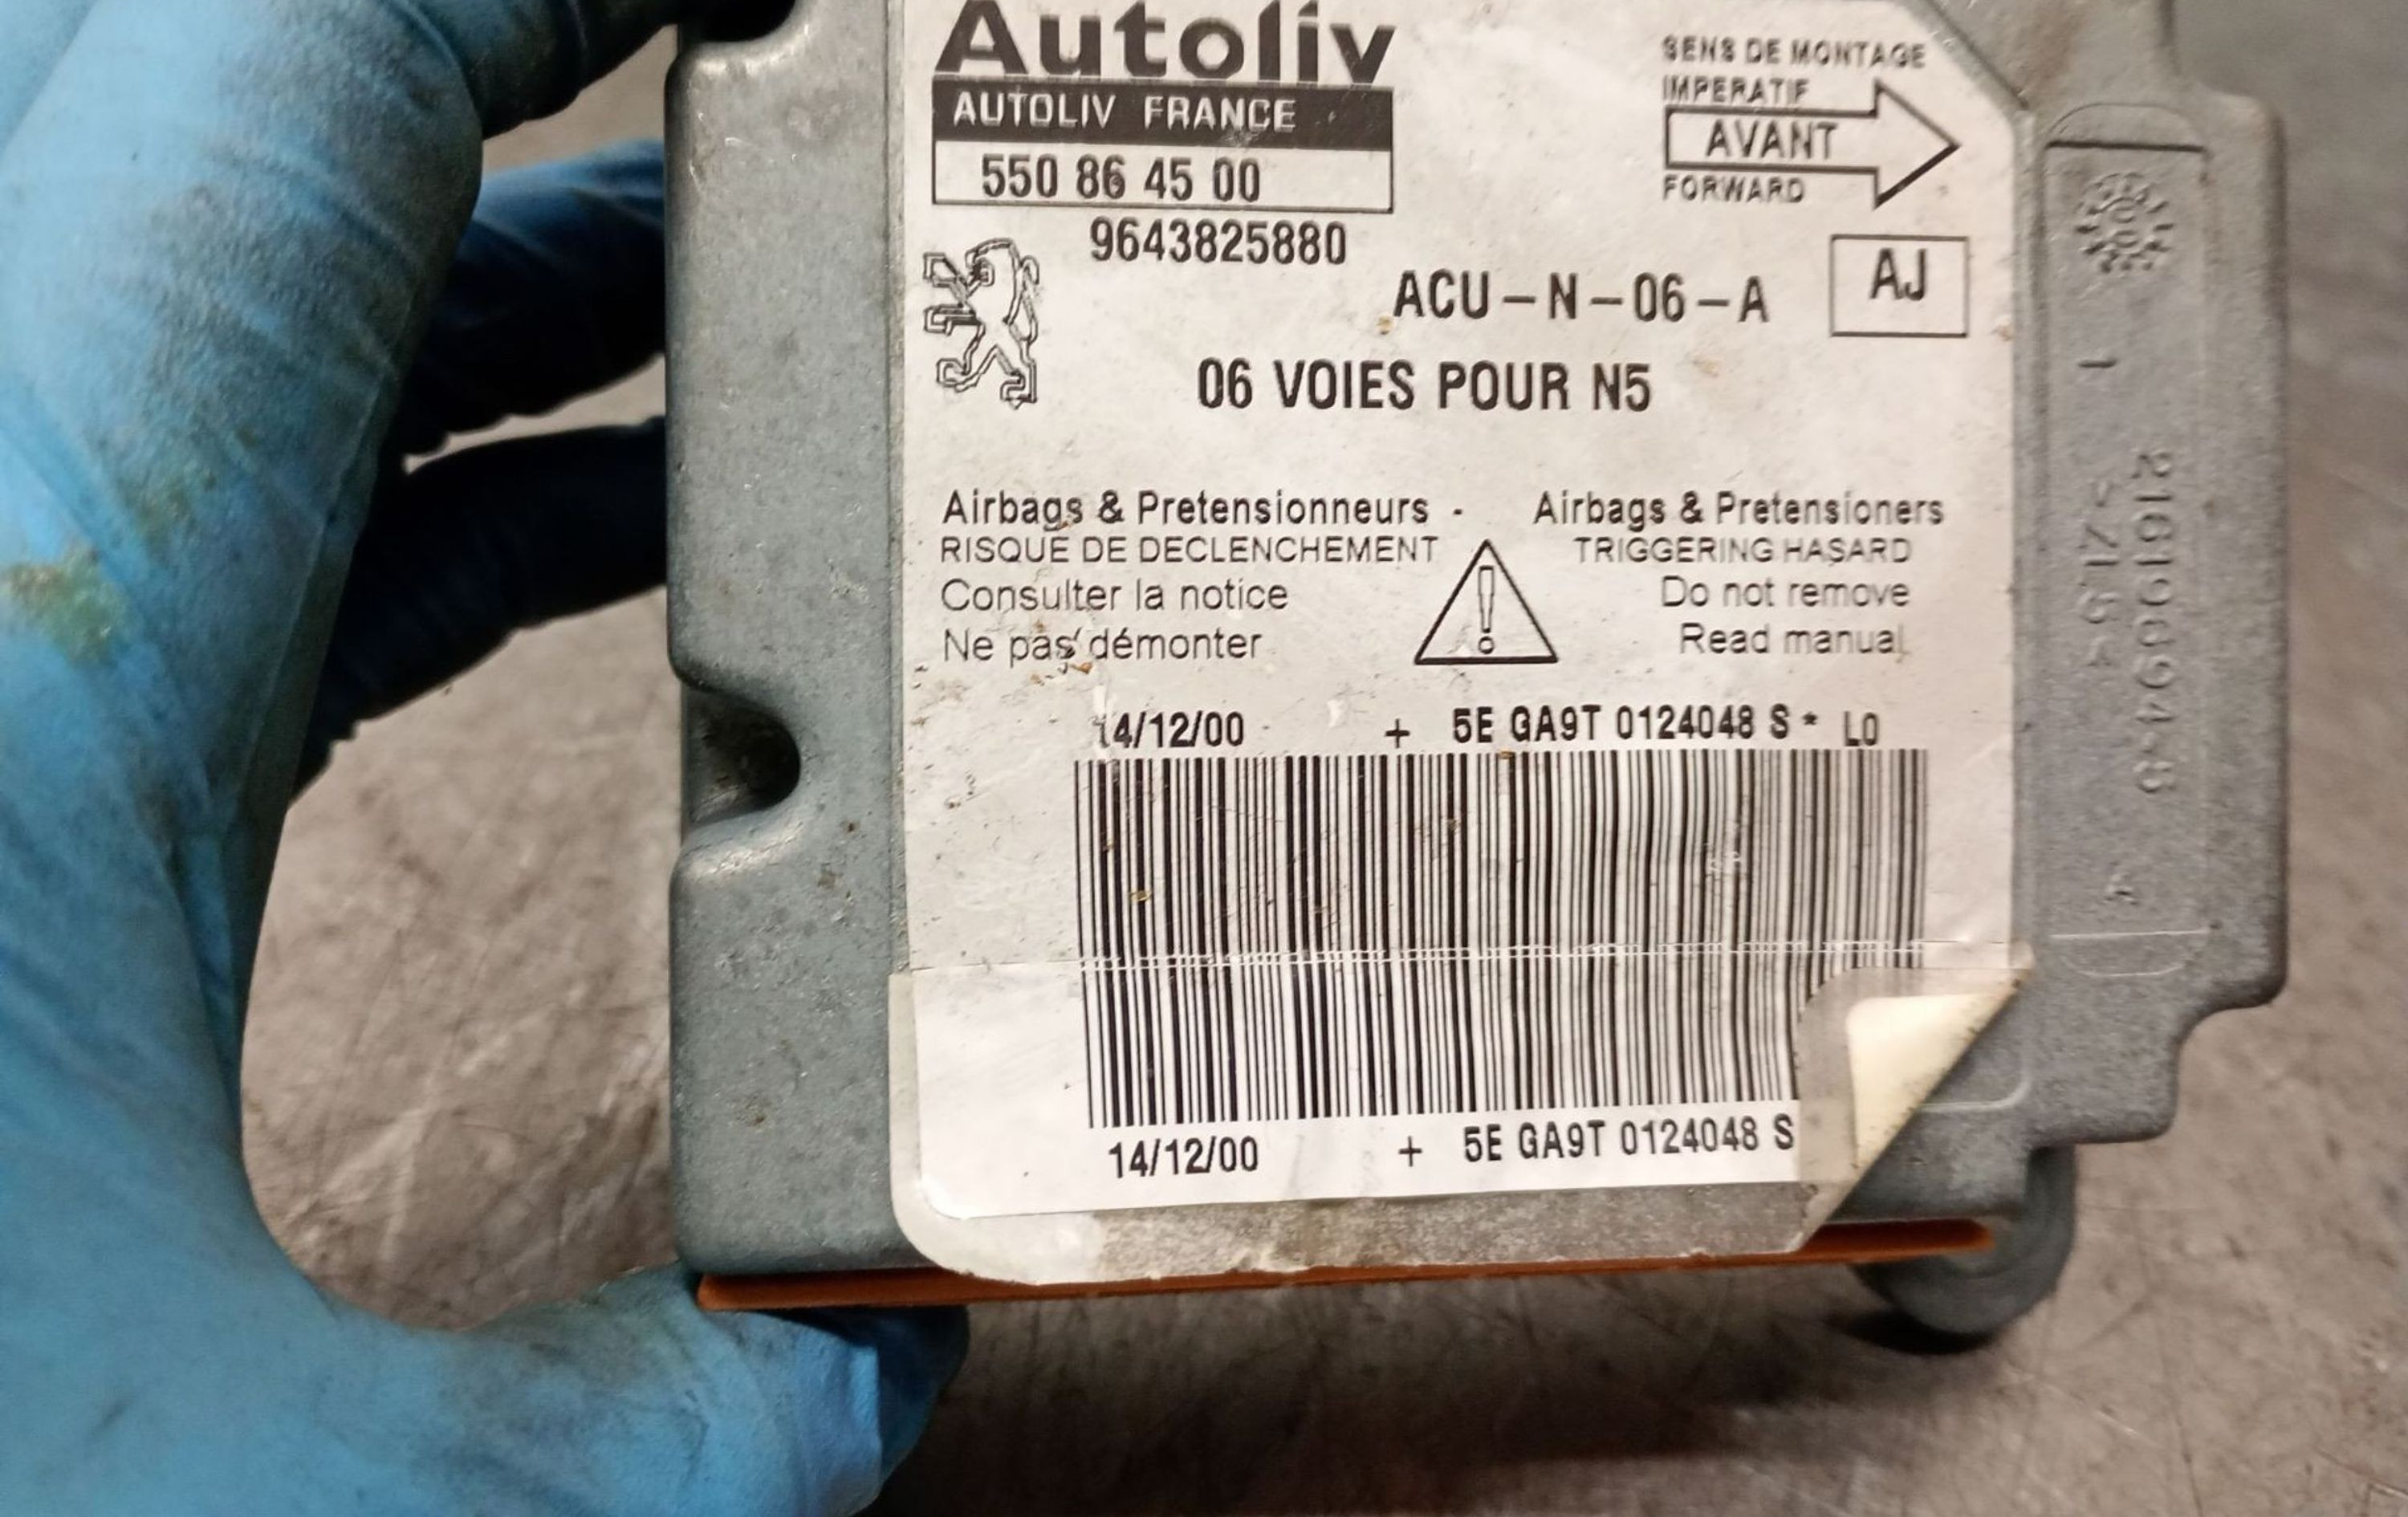 Autoliv
AUTOLIV FRANCE
550 86 45 00
9643825880
SENS DE MONTAGE
IMPERATIF
AVANT
FORWARD
ACU-N-06-A
AJ
06 VOIES POUR N5
Airbags & Pretensionneurs - Airbags & Pretensioners
RISQUE DE DECLENCHEMENT
TRIGGERING HASARD
Consulter la notice
Do not remove
Ne pas démonter
Read manual
14/12/00 + 5E GA9T 0124048 S * L0
14/12/00 + 5E GA9T 0124048 S